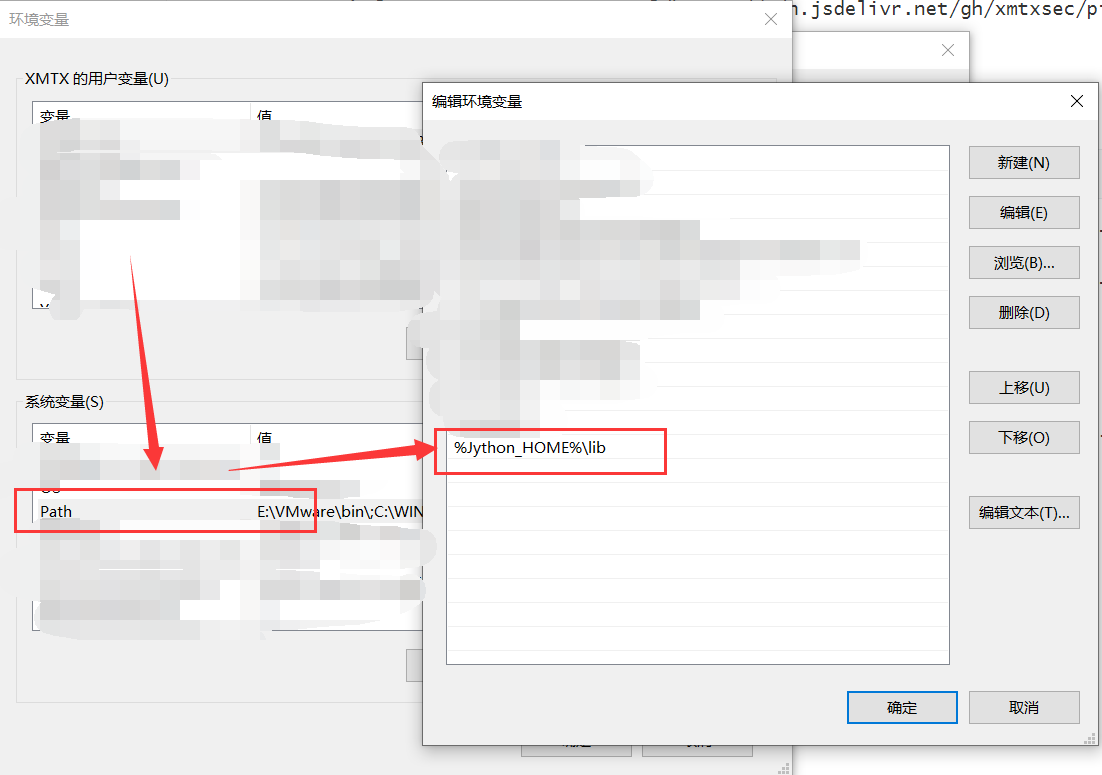 环境变量
n.jsdelivr.net/gh/xmtxsec/pi
XMTX 的用户变量(U)
变量
值
系统变量(S)
变量
值
Path
E:\VMware\bin\;C:\WIN
编辑环境变量
%Jython_HOME%\lib
新建(N)
编辑(E)
浏览(B)...
删除(D)
上移(U)
下移(O)
编辑文本(T)...
确定
取消